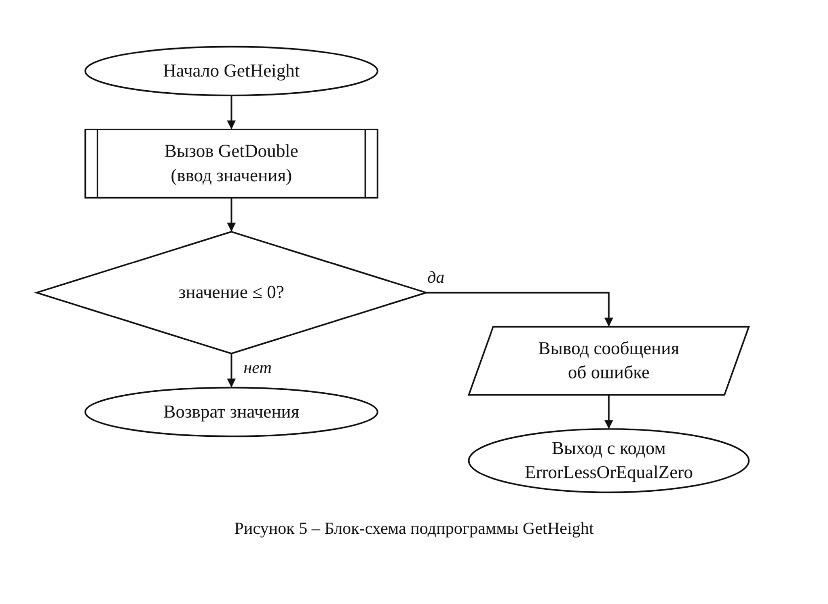 Начало GetHeight
Вызов GetDouble
(ввод значения)
значение ≤ 0?
да
нет
Вывод сообщения
об ошибке
Возврат значения
Выход с кодом
ErrorLessOrEqualZero
Рисунок 5 – Блок-схема подпрограммы GetHeight